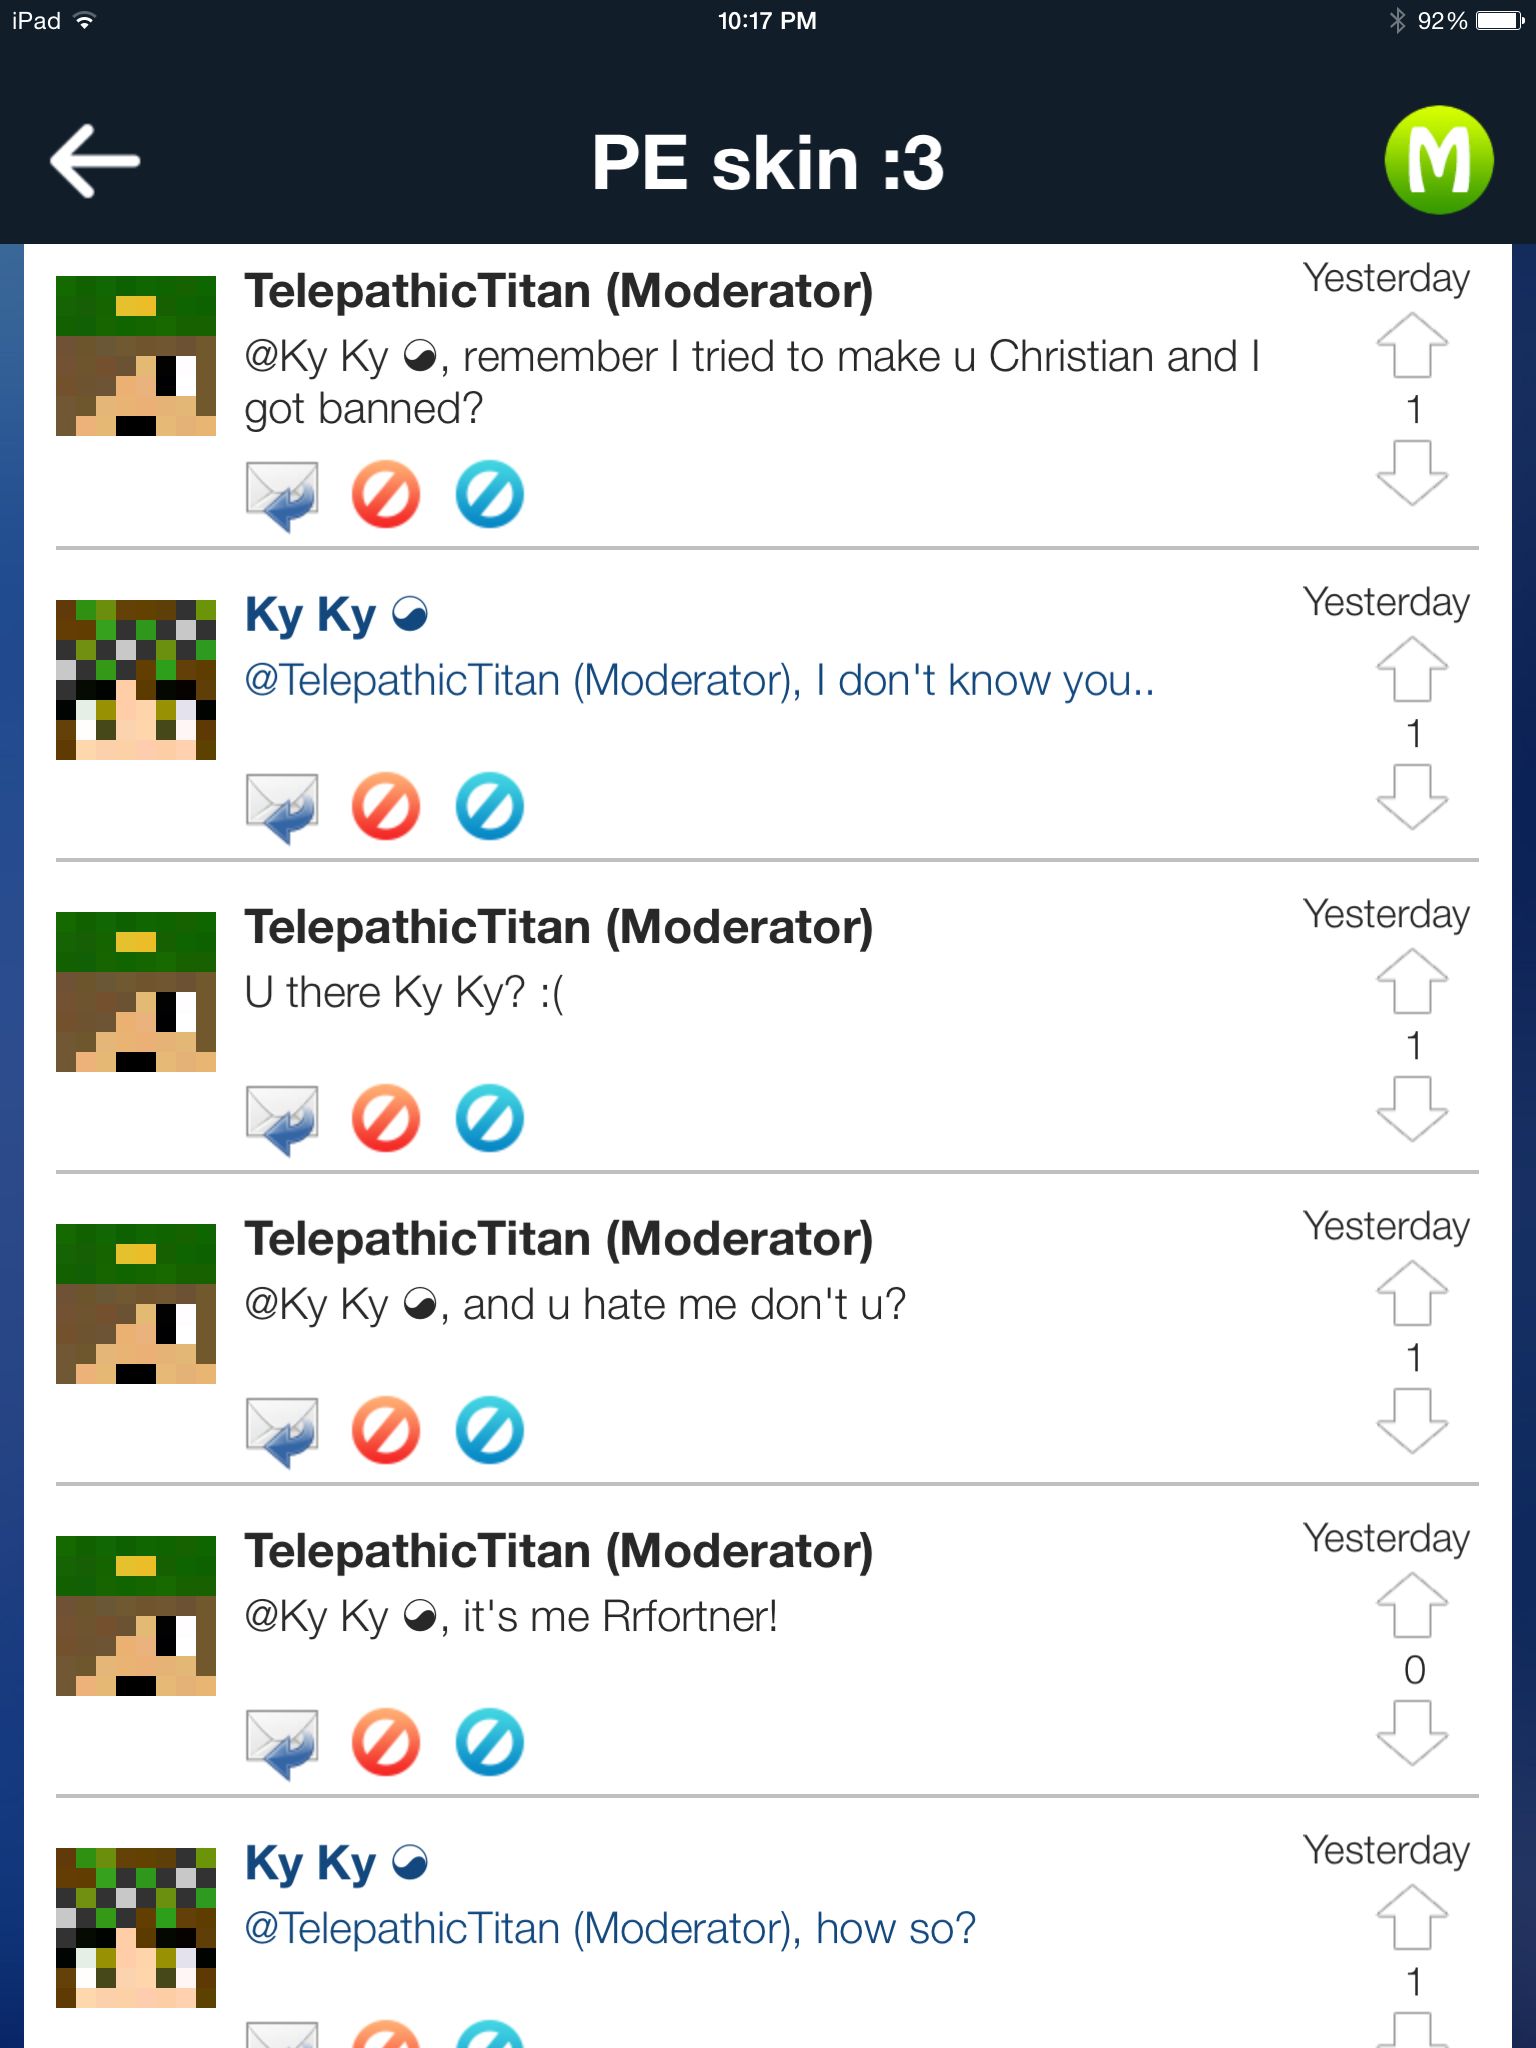 iPad 10:17 PM 92%
PE skin :3
M
TelepathicTitan (Moderator)
Yesterday
@Ky Ky ☯, remember I tried to make u Christian and I
got banned?
1
Ky Ky ☯
Yesterday
@TelepathicTitan (Moderator), I don't know you..
1
TelepathicTitan (Moderator)
Yesterday
U there Ky Ky? :(
1
TelepathicTitan (Moderator)
Yesterday
@Ky Ky ☯, and u hate me don't u?
1
TelepathicTitan (Moderator)
Yesterday
@Ky Ky ☯, it's me Rrfortner!
0
Ky Ky ☯
Yesterday
@TelepathicTitan (Moderator), how so?
1